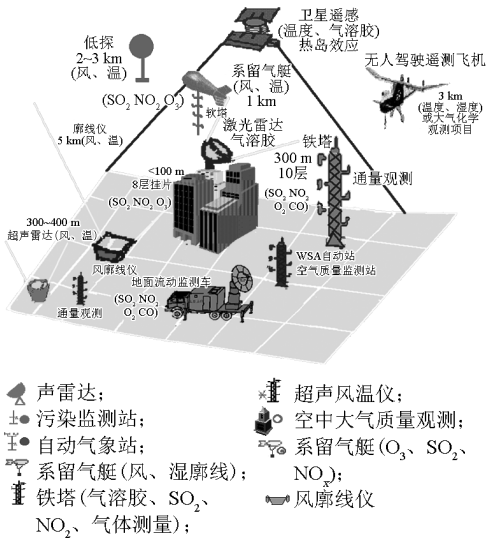 卫星遥感
(温度、气溶胶)
热岛效应
低探
2~3 km
(风、温)
(SO2 NO2 O3)
系留气艇
(风、温)
1 km
软塔
无人驾驶遥测飞机
3 km
(温度、湿度)
或大气化学
观测项目
廓线仪
5 km(风、温)
激光雷达
气溶胶
铁塔
300 m
10层
(SO2 NO2
O2 CO)
通量观测
<100 m
8层挂片
(SO2 NO2 O3)
300~400 m
超声雷达(风、温)
风廓线仪
WSA自动站
空气质量监测站
地面流动监测车
(SO2 NO2
O2 CO)
通量观测
声雷达;
污染监测站;
自动气象站;
系留气艇(风、湿廓线);
铁塔(气溶胶、SO2、
NO2、气体测量);
超声风温仪;
空中大气质量观测;
系留气艇(O3、SO2、
NOx);
风廓线仪